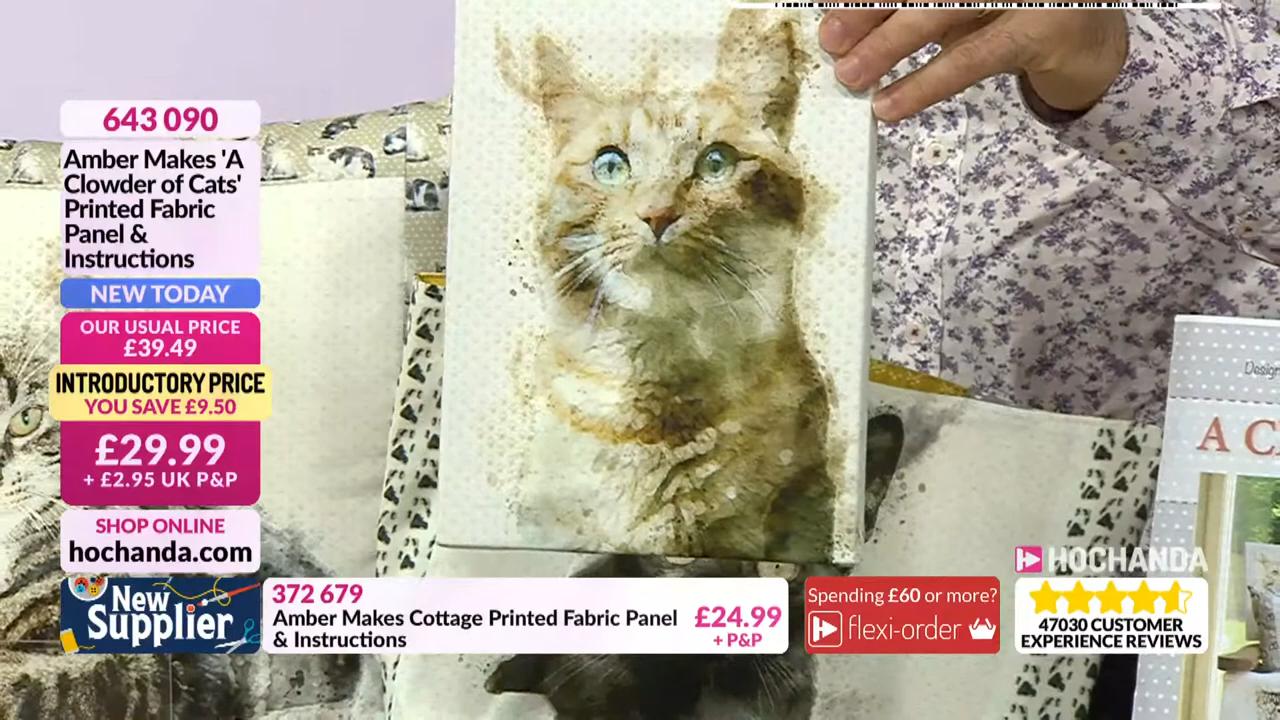 643 090
Amber Makes 'A
Clowder of Cats'
Printed Fabric
Panel &
Instructions
NEW TODAY
OUR USUAL PRICE
£39.49
INTRODUCTORY PRICE
YOU SAVE £9.50
£29.99
+ £2.95 UK P&P
SHOP ONLINE
hochanda.com
New
Supplier
372 679
Amber Makes Cottage Printed Fabric Panel
& Instructions
£24.99
+ P&P
Spending £60 or more?
flexi-order
HOCHANDA
47030 CUSTOMER
EXPERIENCE REVIEWS
A C